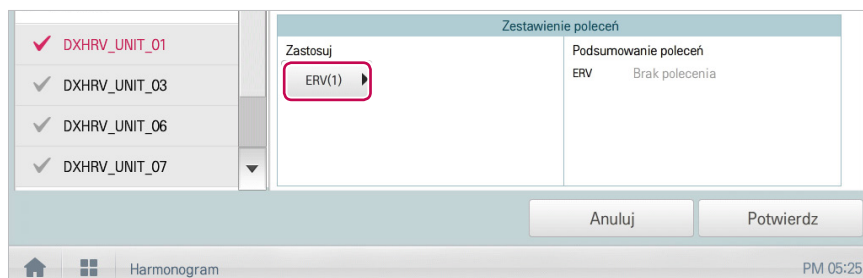 DXHRV_UNIT_01
DXHRV_UNIT_03
DXHRV_UNIT_06
DXHRV_UNIT_07
Zestawienie poleceń
Zastosuj
ERV(1)
Podsumowanie poleceń
ERV Brak polecenia
Anuluj
Potwierdz
Harmonogram
PM 05:25